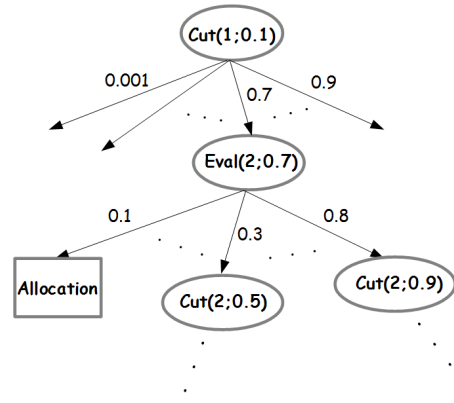 Cut(1;0.1)
0.001
0.7
0.9
Eval(2;0.7)
0.1
0.3
0.8
Allocation
Cut(2;0.5)
Cut(2;0.9)